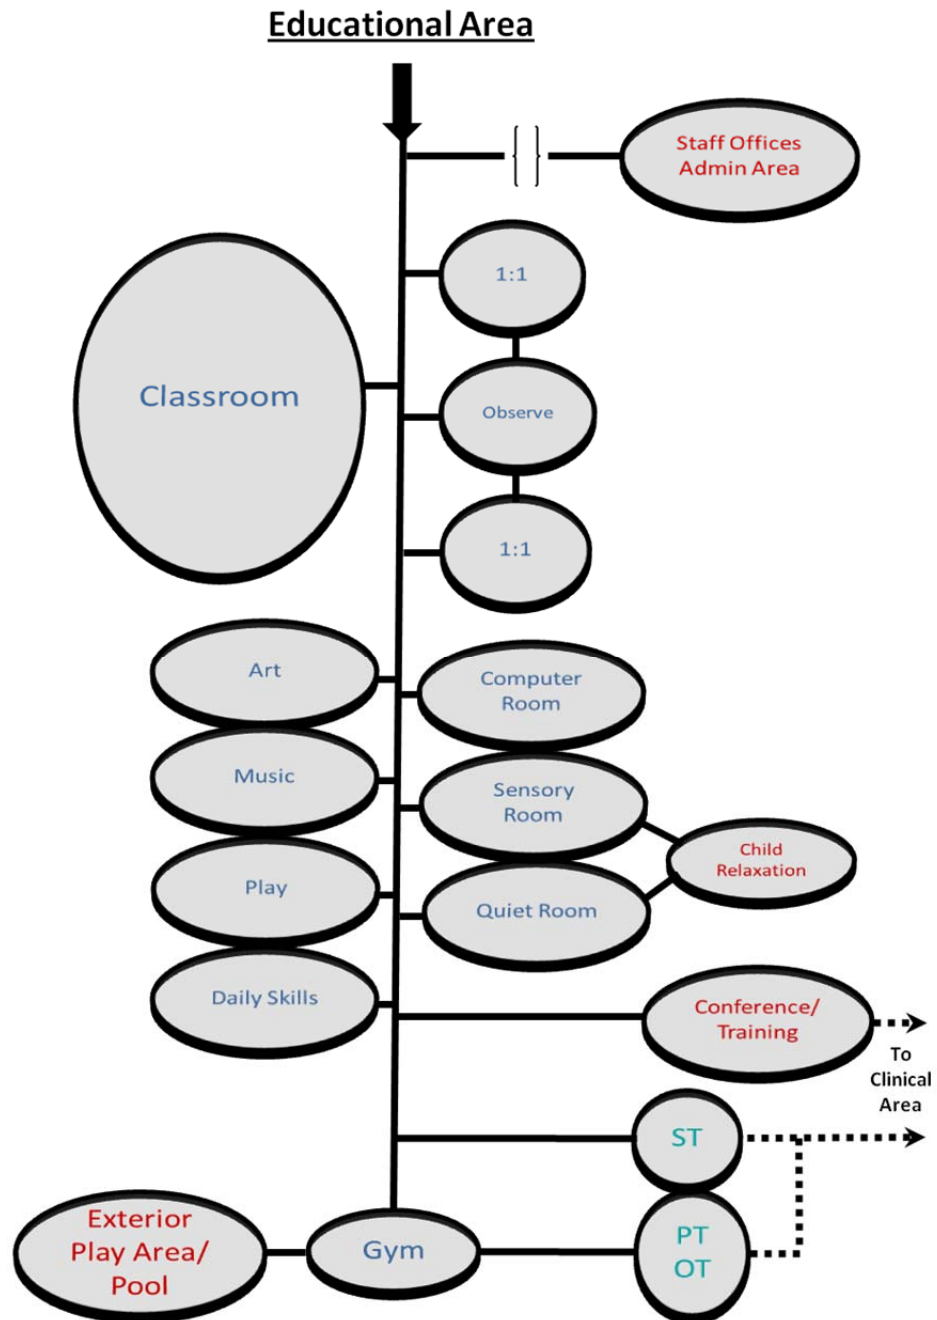 Educational Area
Staff Offices
Admin Area
1:1
Classroom
Observe
1:1
Art
Computer
Room
Music
Sensory
Room
Child
Relaxation
Play
Quiet Room
Daily Skills
Conference/
Training
To
Clinical
Area
ST
Exterior
Play Area/
Pool
Gym
PT
OT